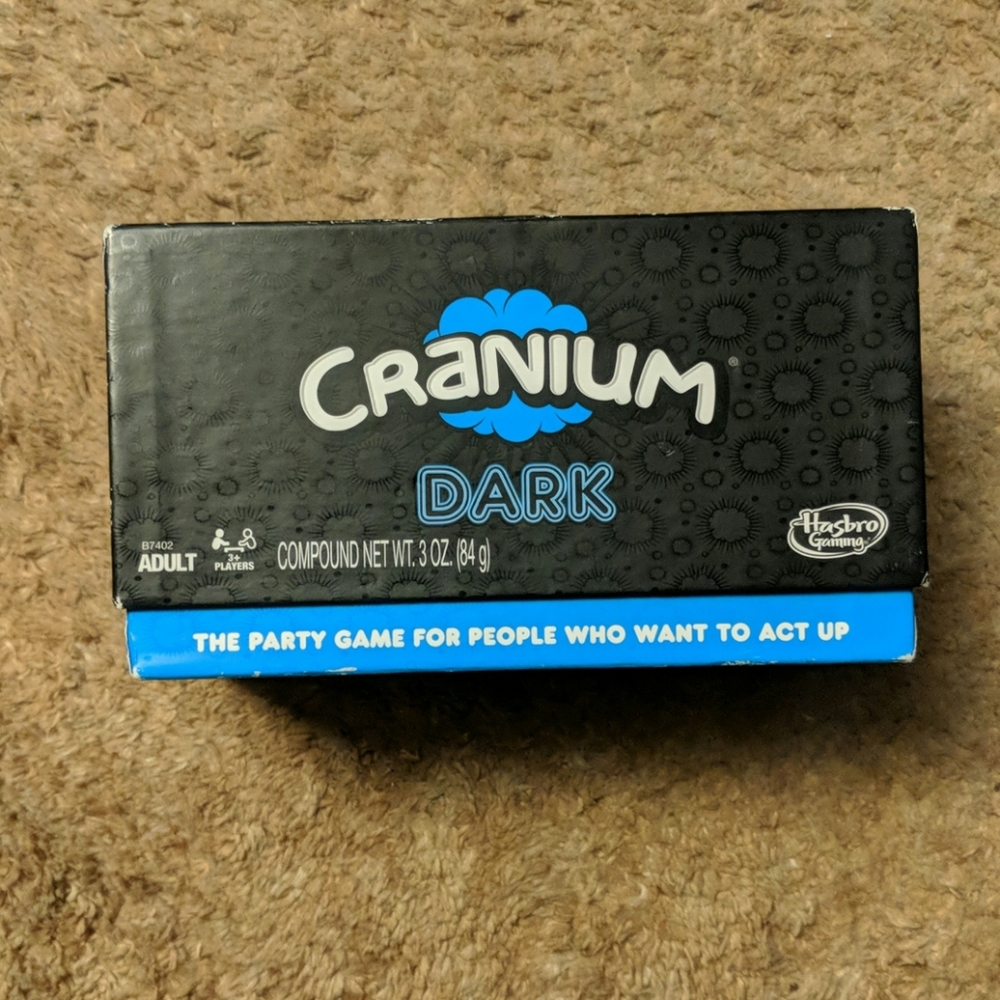 CRANIUM®
DARK
B7402
ADULT
3+
PLAYERS
COMPOUND NET WT. 3 OZ. (84 g)
Hasbro
Gaming
THE PARTY GAME FOR PEOPLE WHO WANT TO ACT UP